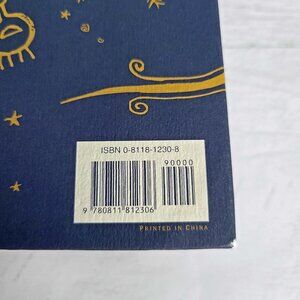 ISBN 0-8118-1230-8
90000
9 780811 812306
PRINTED IN CHINA